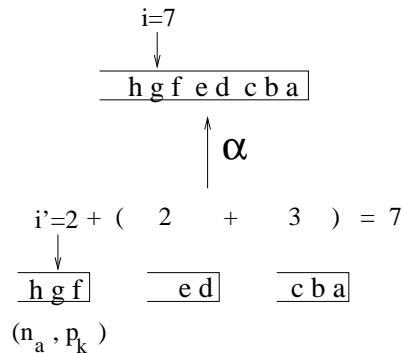 i=7
h g f e d c b a
α
i'=2 + ( 2 + 3 ) = 7
h g f e d c b a
(n_a , p_k )